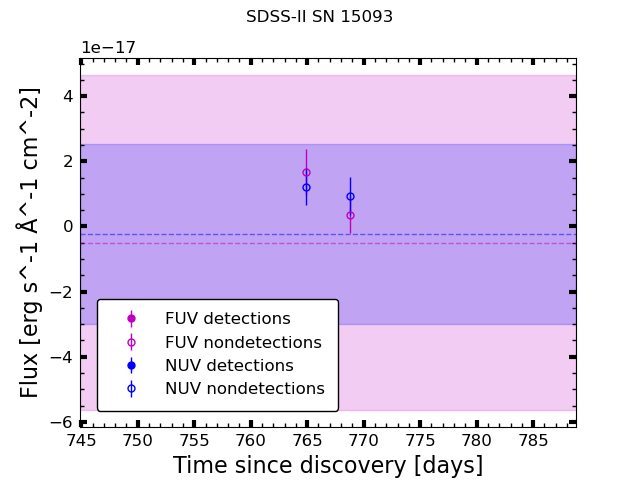 SDSS-II SN 15093
1e−17
Flux [erg s^-1 Å^-1 cm^-2]
4
2
0
−2
−4
−6
FUV detections
FUV nondetections
NUV detections
NUV nondetections
745 750 755 760 765 770 775 780 785
Time since discovery [days]